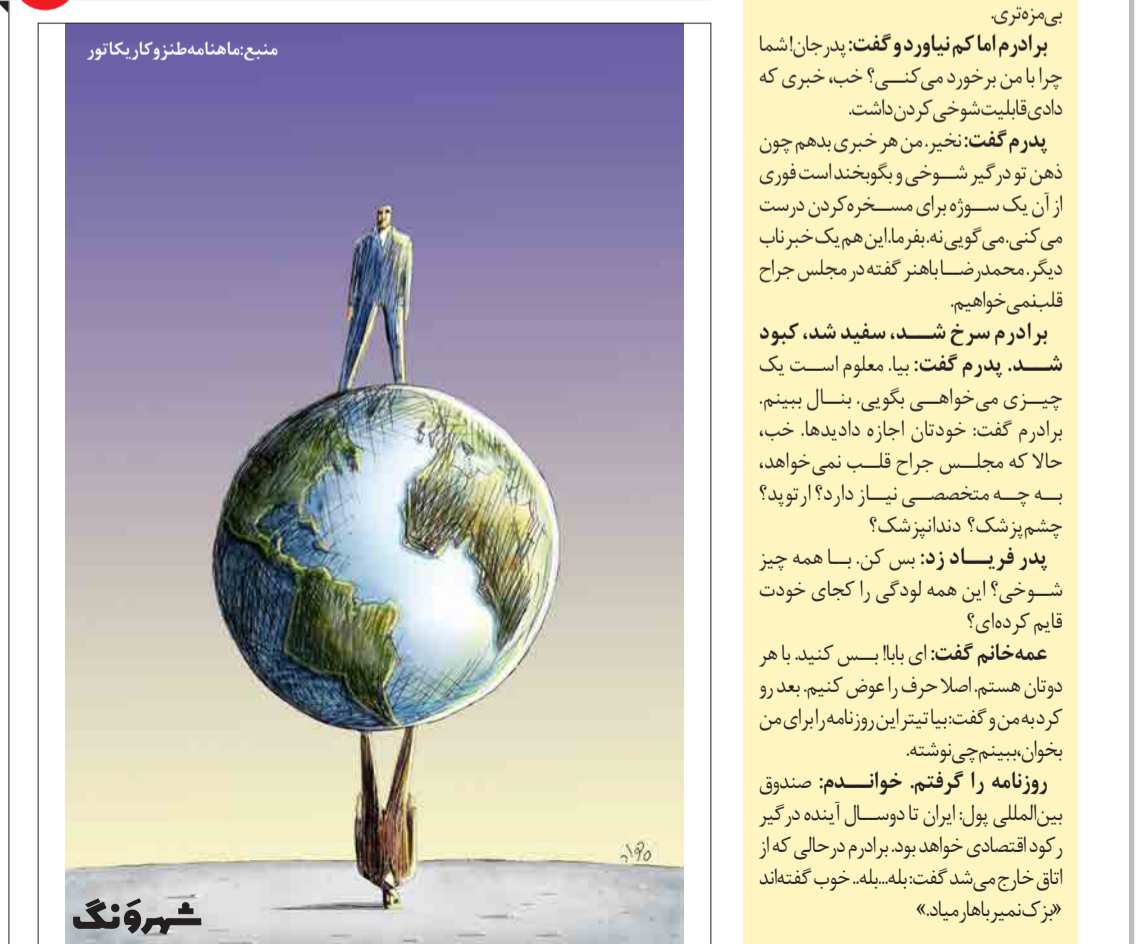 بی‌مزه‌تری.
برادرم اما کم نیاورد و گفت: پدرجان! شما
چرا با من برخورد می‌کنی؟ خب، خبری که
دادی قابلیت شوخی کردن داشت.
پدرم گفت: نخیر. من هر خبری بدهم چون
ذهن تو درگیر شوخی و بگوبخند است فوری
از آن یک سوژه برای مسخره کردن درست
می‌کنی. می‌گویی نه. بفرما. این هم یک خبر ناب
دیگر. محمدرضا باهنر گفته در مجلس جراح
قلب‌نمی‌خواهیم.
برادرم سرخ شد، سفید شد، کبود
شد. پدرم گفت: بیا. معلوم است یک
چیزی می‌خواهی بگویی. بنال ببینم.
برادرم گفت: خودتان اجازه دادیدها. خب،
حالا که مجلس جراح قلب نمی‌خواهد،
به چه متخصصی نیاز دارد؟ ارتوپد؟
چشم‌پزشک؟ دندانپزشک؟
پدر فریاد زد: بس کن. با همه چیز
شوخی؟ این همه لودگی را کجای خودت
قایم کرده‌ای؟
عمه‌خانم گفت: ای بابا! بس کنید. با هر
دوتان هستم. اصلا حرف را عوض کنیم. بعد رو
کرد به من و گفت: بیا تیتر این روزنامه را برای من
بخوان، ببینم چی نوشته.
روزنامه را گرفتم. خواندم: صندوق
بین‌المللی پول: ایران تا دوسال آینده درگیر
رکود اقتصادی خواهد بود. برادرم درحالی که از
اتاق خارج می‌شد گفت: بله...بله.. خوب گفته‌اند
«بزک نمیر باهار میاد.»
منبع: ماهنامه طنز و کاریکاتور
شهروَنگ